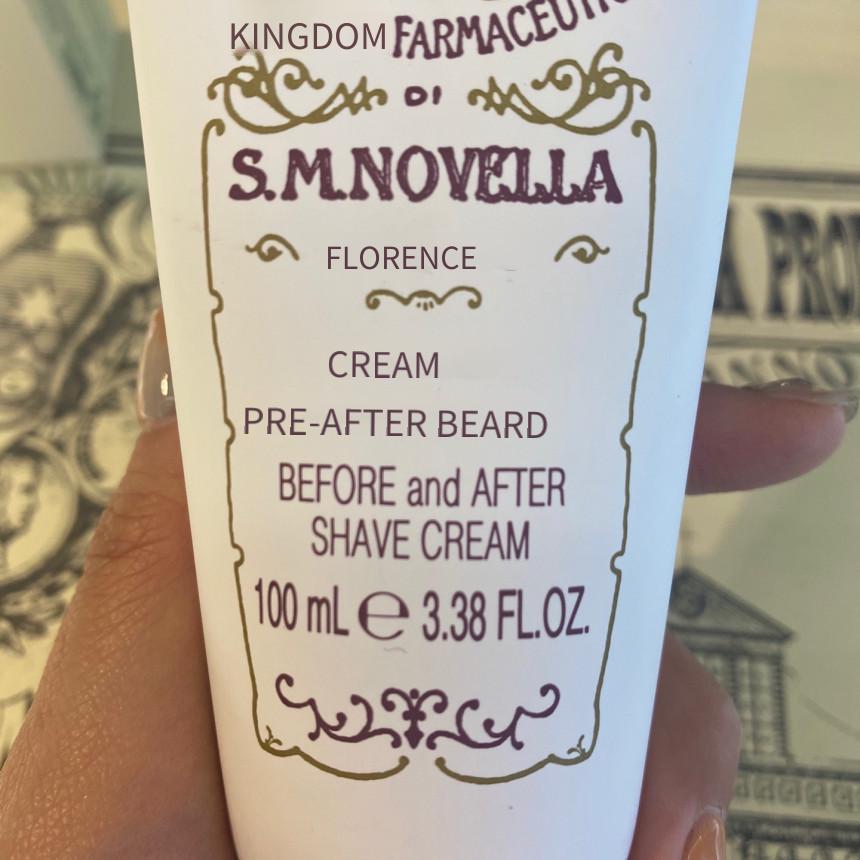 KINGDOM
DI
S.M.NOVELLA
FLORENCE
CREAM
PRE-AFTER BEARD
BEFORE and AFTER
SHAVE CREAM
100 mL e 3.38 FL.OZ.